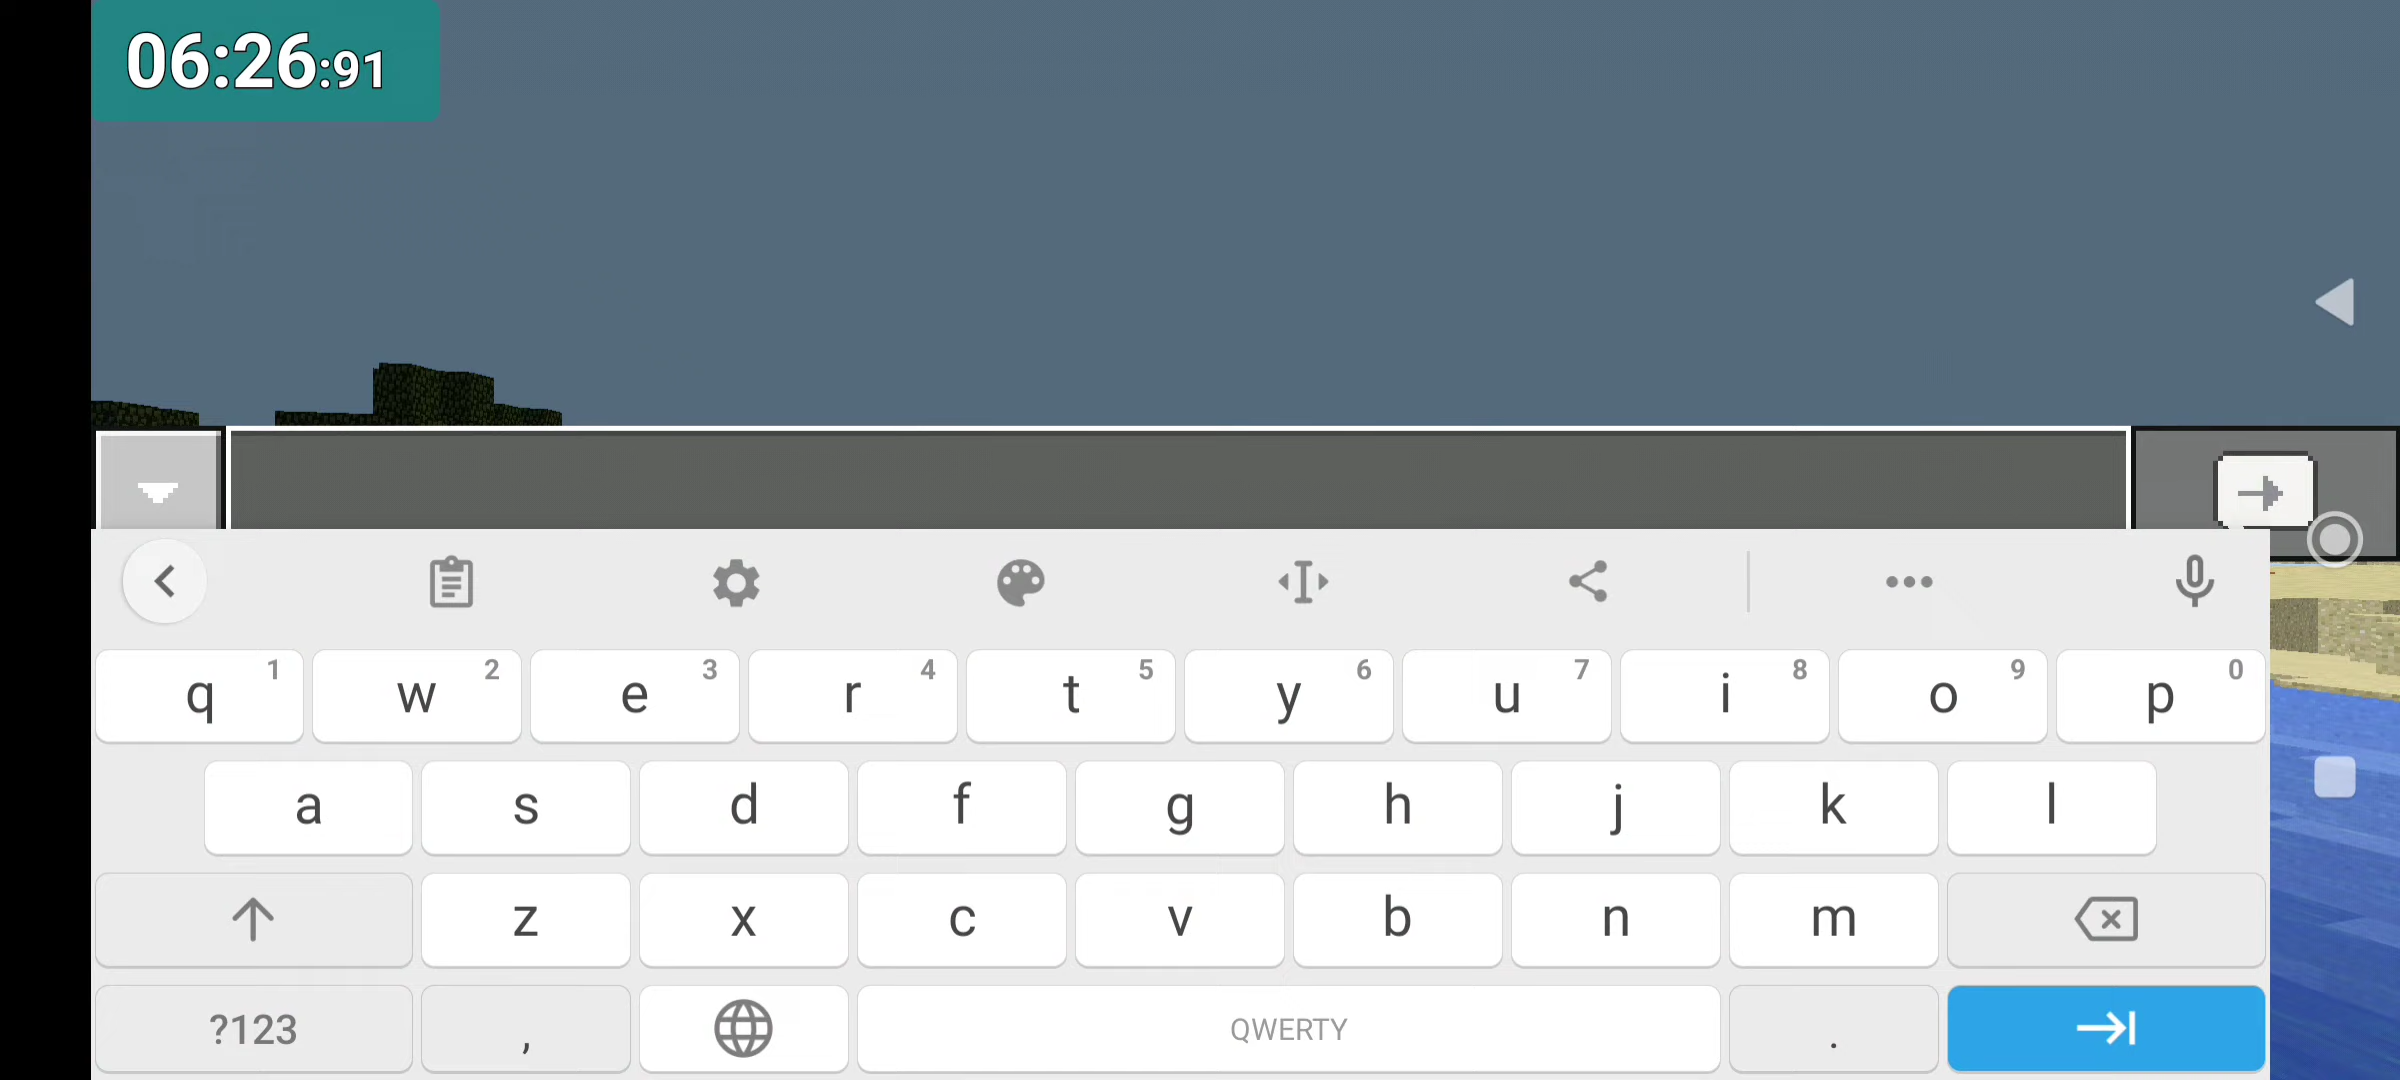 06:26:91
q 1 w 2 e 3 r 4 t 5 y 6 u 7 i 8 o 9 p 0
a s d f g h j k l
z x c v b n m
?123 , QWERTY .